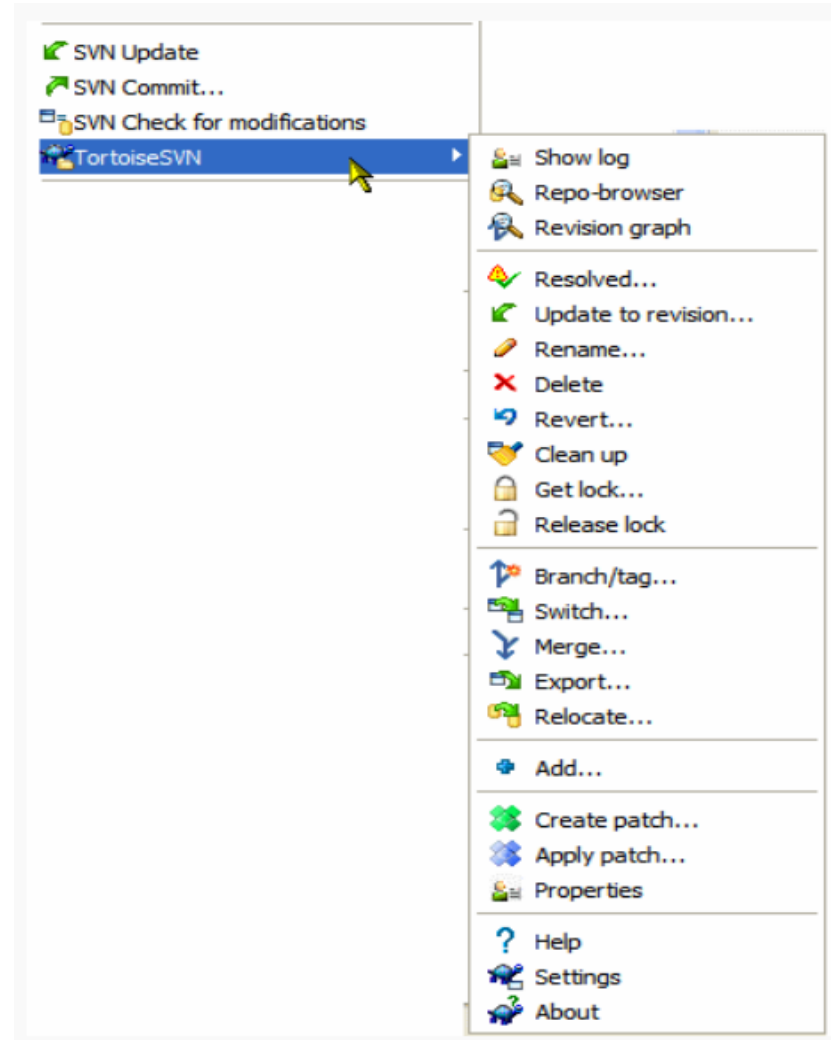 SVN Update
SVN Commit...
SVN Check for modifications
TortoiseSVN
Show log
Repo-browser
Revision graph
Resolved...
Update to revision...
Rename...
Delete
Revert...
Clean up
Get lock...
Release lock
Branch/tag...
Switch...
Merge...
Export...
Relocate...
Add...
Create patch...
Apply patch...
Properties
Help
Settings
About